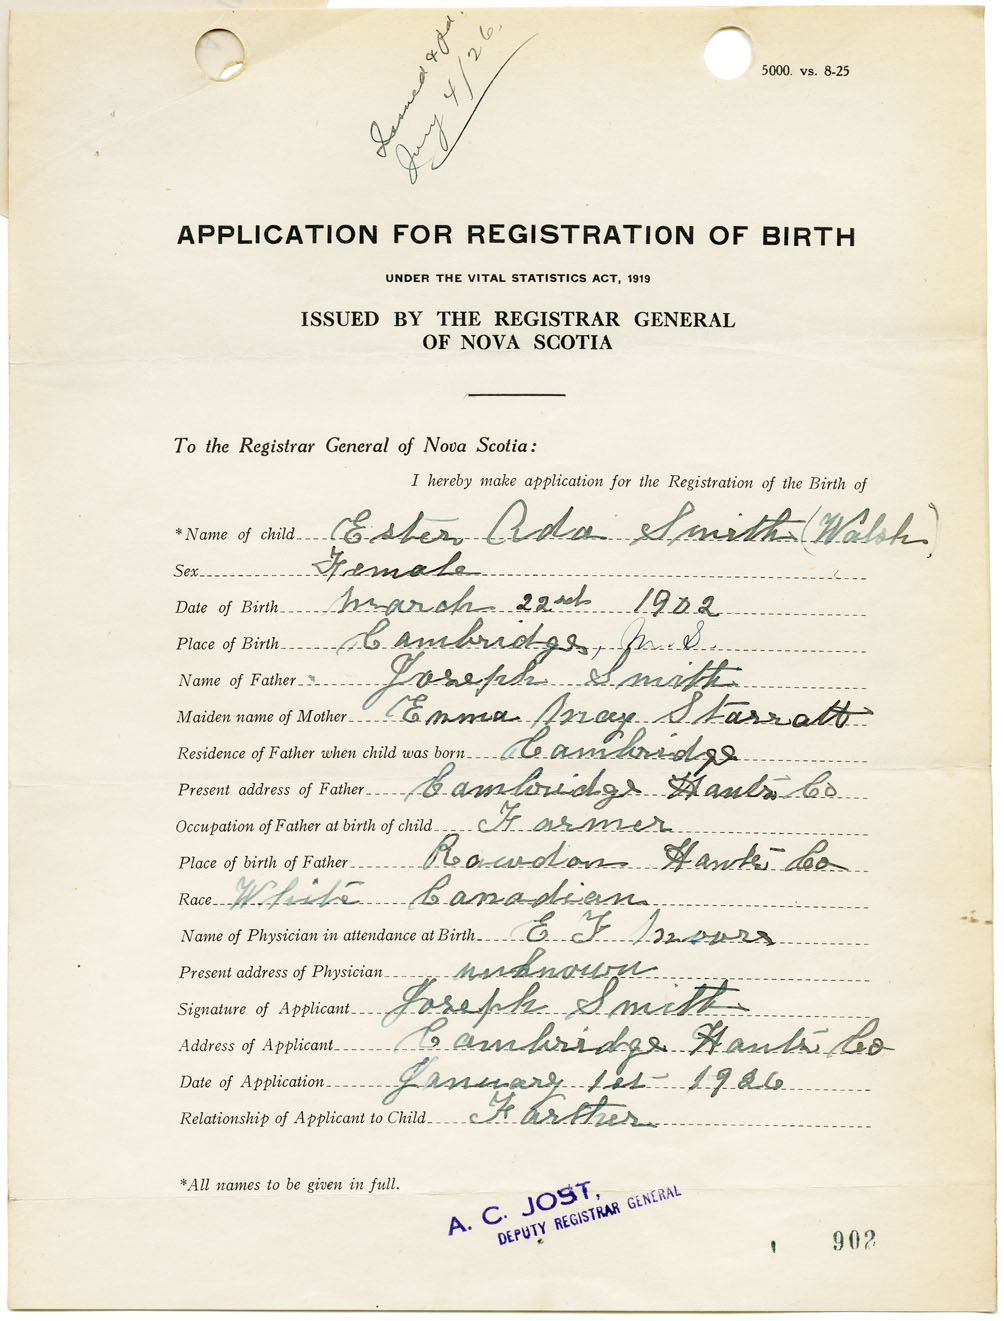 Issued & Pd.
Jany 4/26.
5000. vs. 8-25
APPLICATION FOR REGISTRATION OF BIRTH
UNDER THE VITAL STATISTICS ACT, 1919
ISSUED BY THE REGISTRAR GENERAL
OF NOVA SCOTIA
To the Registrar General of Nova Scotia:
I hereby make application for the Registration of the Birth of
*Name of child Ester Ada Smith (Walsh)
Sex Female
Date of Birth March 22nd 1902
Place of Birth Cambridge, N.S.
Name of Father Joseph Smith
Maiden name of Mother Emma May Starratt
Residence of Father when child was born Cambridge
Present address of Father Cambridge Hants Co
Occupation of Father at birth of child Farmer
Place of birth of Father Rawdon Hants Co
Race White Canadian
Name of Physician in attendance at Birth E F Moore
Present address of Physician unknown
Signature of Applicant Joseph Smith
Address of Applicant Cambridge Hants Co
Date of Application January 1st 1926
Relationship of Applicant to Child Farther
*All names to be given in full.
A. C. JOST,
DEPUTY REGISTRAR GENERAL
902